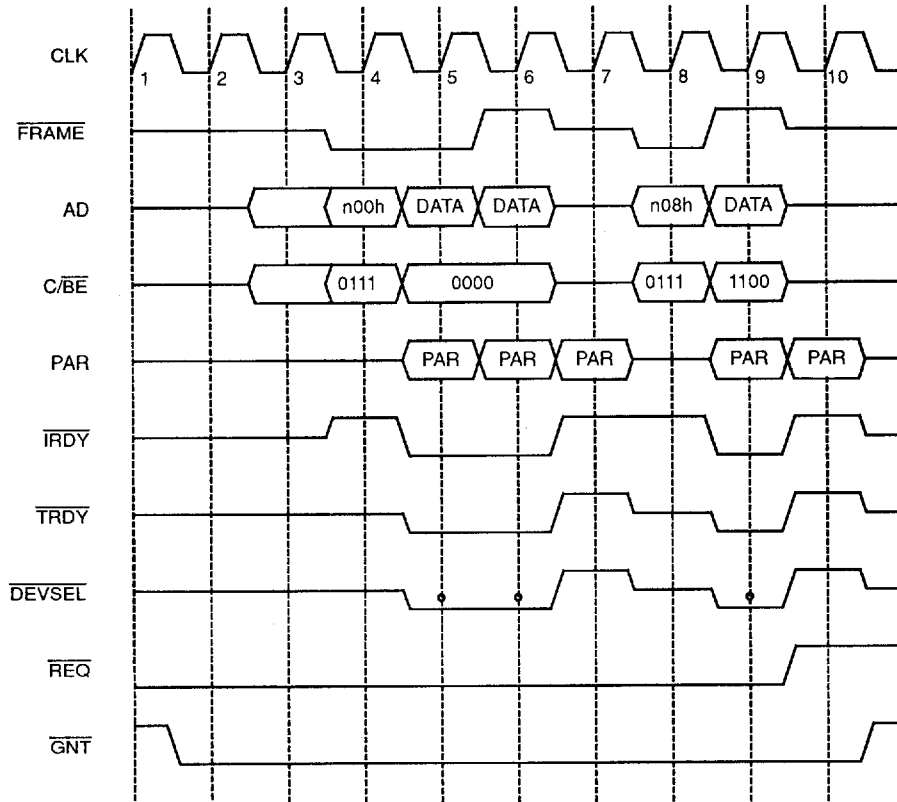 CLK
1 2 3 4 5 6 7 8 9 10
FRAME
AD n00h DATA DATA n08h DATA
C/BE 0111 0000 0111 1100
PAR PAR PAR PAR PAR PAR
IRDY
TRDY
DEVSEL
REQ
GNT